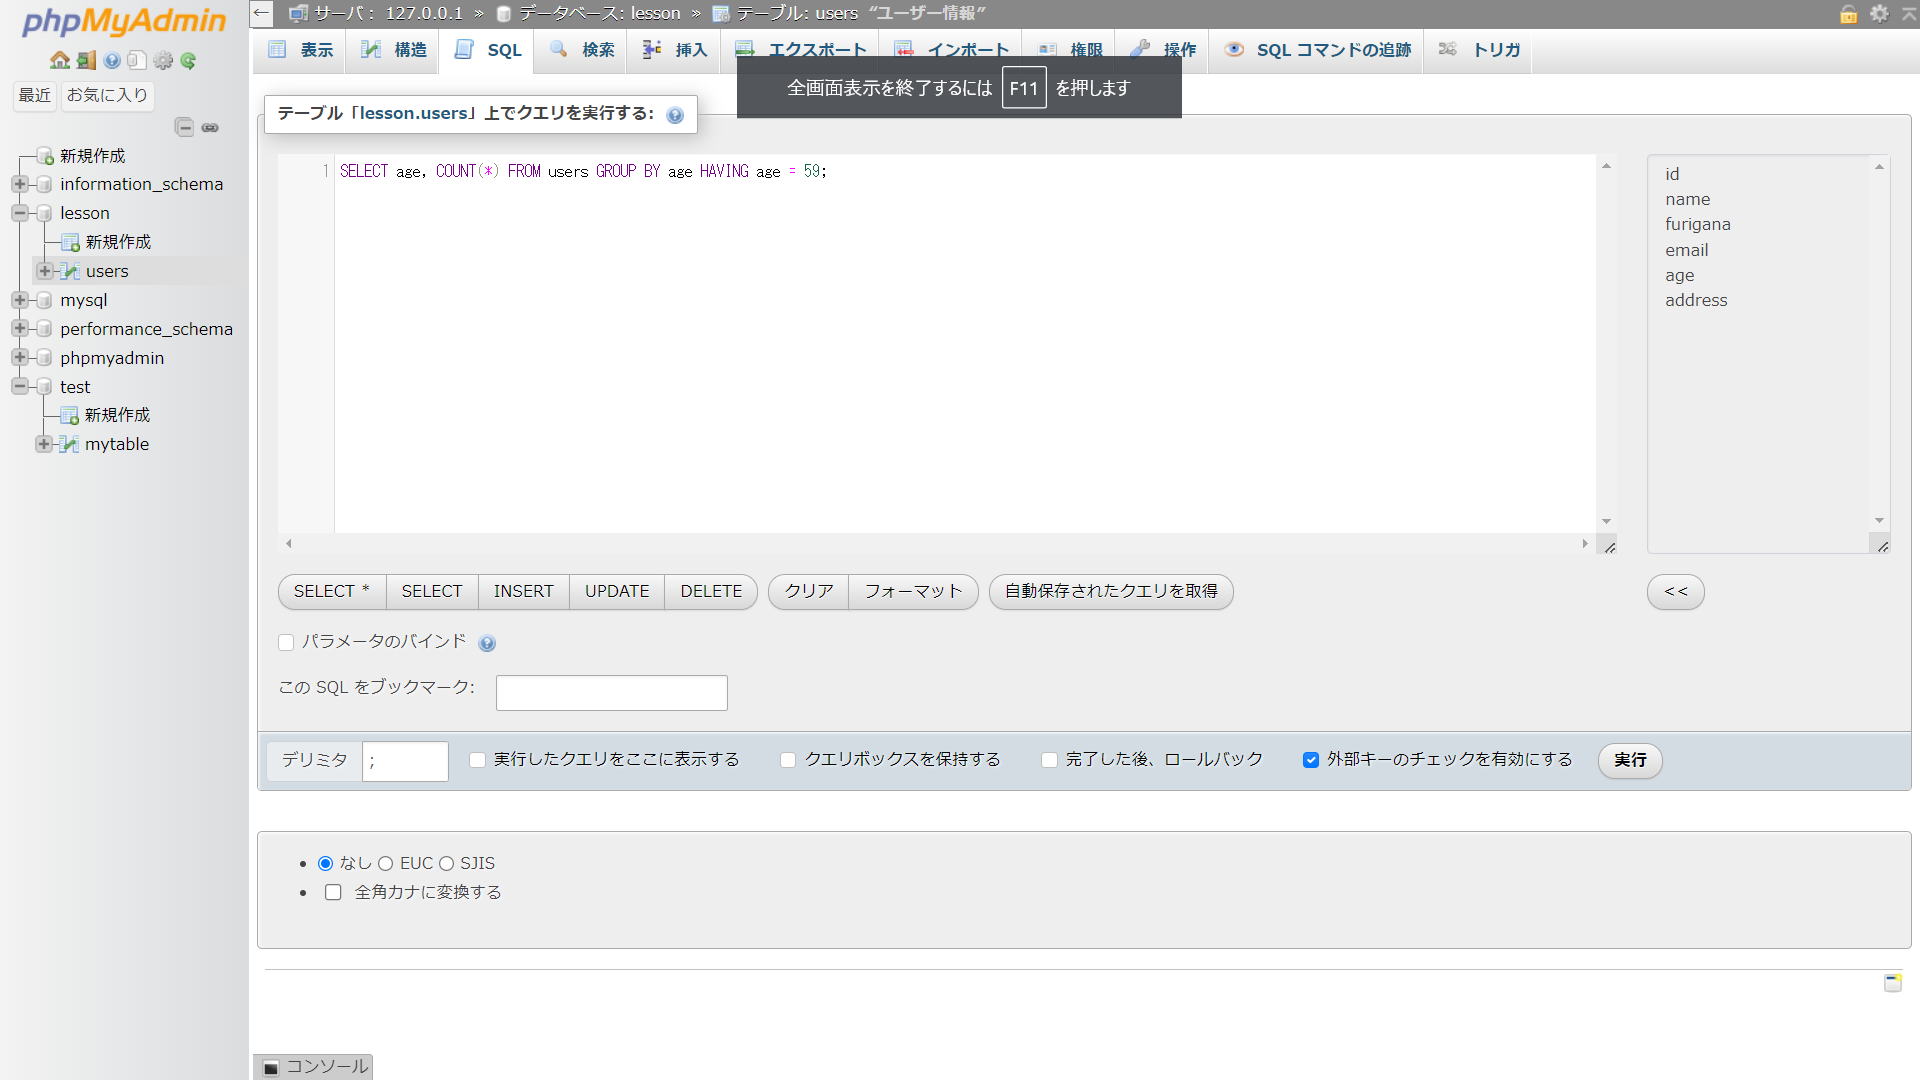 phpMyAdmin
最近 お気に入り
新規作成
information_schema
lesson
新規作成
users
mysql
performance_schema
phpmyadmin
test
新規作成
mytable
← サーバ： 127.0.0.1 » データベース: lesson » テーブル: users “ユーザー情報”
表示 構造 SQL 検索 挿入 エクスポート インポート 権限 操作 SQL コマンドの追跡 トリガ
全画面表示を終了するには F11 を押します
テーブル「lesson.users」上でクエリを実行する:
1 SELECT age, COUNT(*) FROM users GROUP BY age HAVING age = 59;
id
name
furigana
email
age
address
SELECT * SELECT INSERT UPDATE DELETE クリア フォーマット 自動保存されたクエリを取得 <<
パラメータのバインド
この SQL をブックマーク:
デリミタ ; 実行したクエリをここに表示する クエリボックスを保持する 完了した後、ロールバック 外部キーのチェックを有効にする 実行
なし EUC SJIS
全角カナに変換する
コンソール